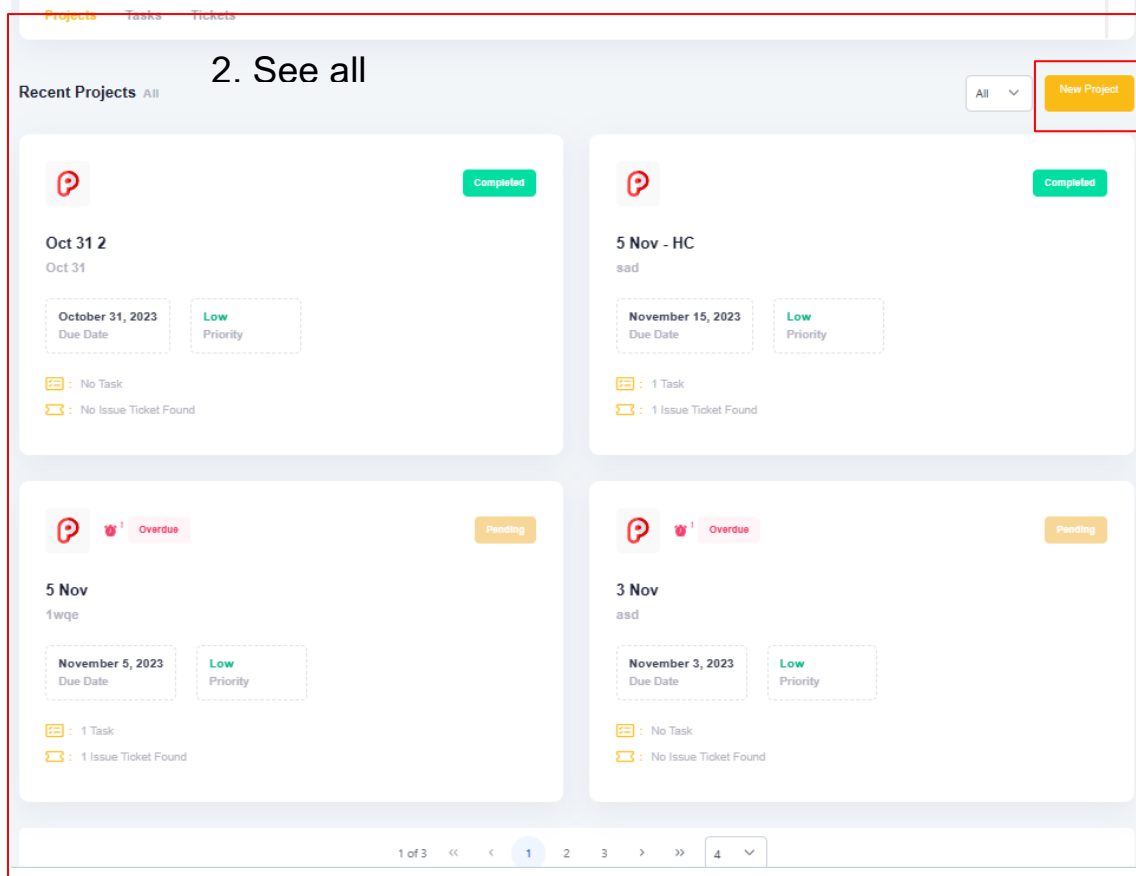 Projects Tasks Tickets
2. See all
Recent Projects All
All
New Project
Completed
Oct 31 2
Oct 31
October 31, 2023
Due Date
Low
Priority
: No Task
: No Issue Ticket Found
Completed
5 Nov - HC
sad
November 15, 2023
Due Date
Low
Priority
: 1 Task
: 1 Issue Ticket Found
! Overdue
Pending
5 Nov
1wqe
November 5, 2023
Due Date
Low
Priority
: 1 Task
: 1 Issue Ticket Found
! Overdue
Pending
3 Nov
asd
November 3, 2023
Due Date
Low
Priority
: No Task
: No Issue Ticket Found
1 of 3 << < 1 2 3 > >> 4